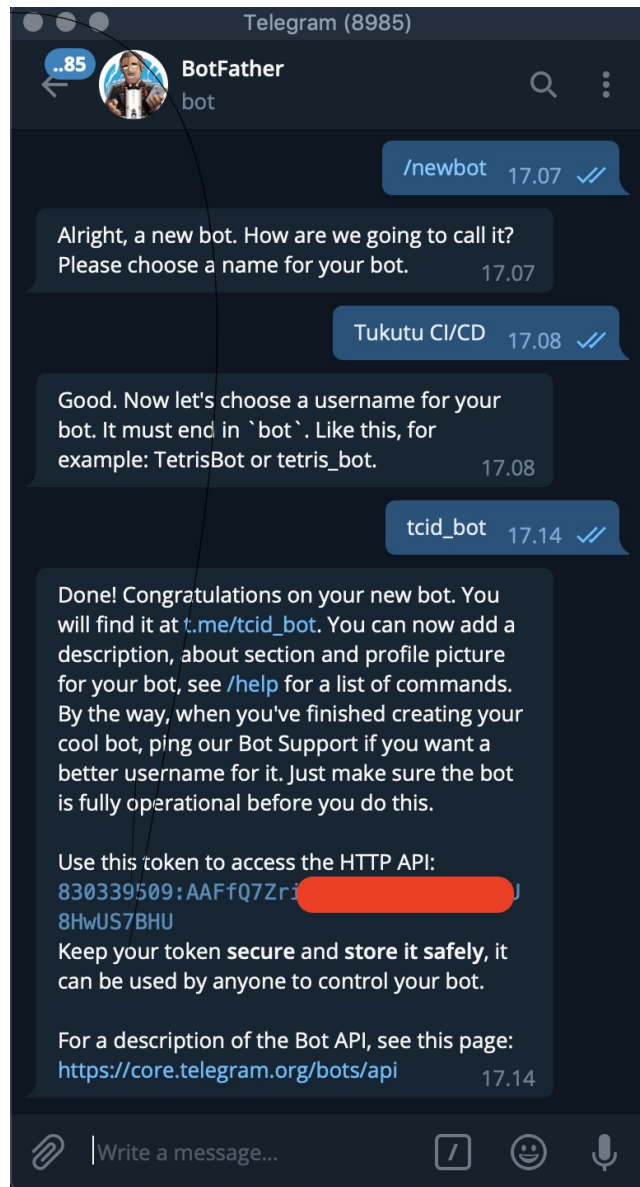 Telegram (8985)
..85
BotFather
bot
/newbot 17.07
Alright, a new bot. How are we going to call it?
Please choose a name for your bot. 17.07
Tukutu CI/CD 17.08
Good. Now let's choose a username for your
bot. It must end in `bot`. Like this, for
example: TetrisBot or tetris_bot. 17.08
tcid_bot 17.14
Done! Congratulations on your new bot. You
will find it at t.me/tcid_bot. You can now add a
description, about section and profile picture
for your bot, see /help for a list of commands.
By the way, when you've finished creating your
cool bot, ping our Bot Support if you want a
better username for it. Just make sure the bot
is fully operational before you do this.
Use this token to access the HTTP API:
830339509:AAFfQ7Zri
8HwUS7BHU
Keep your token secure and store it safely, it
can be used by anyone to control your bot.
For a description of the Bot API, see this page:
https://core.telegram.org/bots/api 17.14
Write a message...